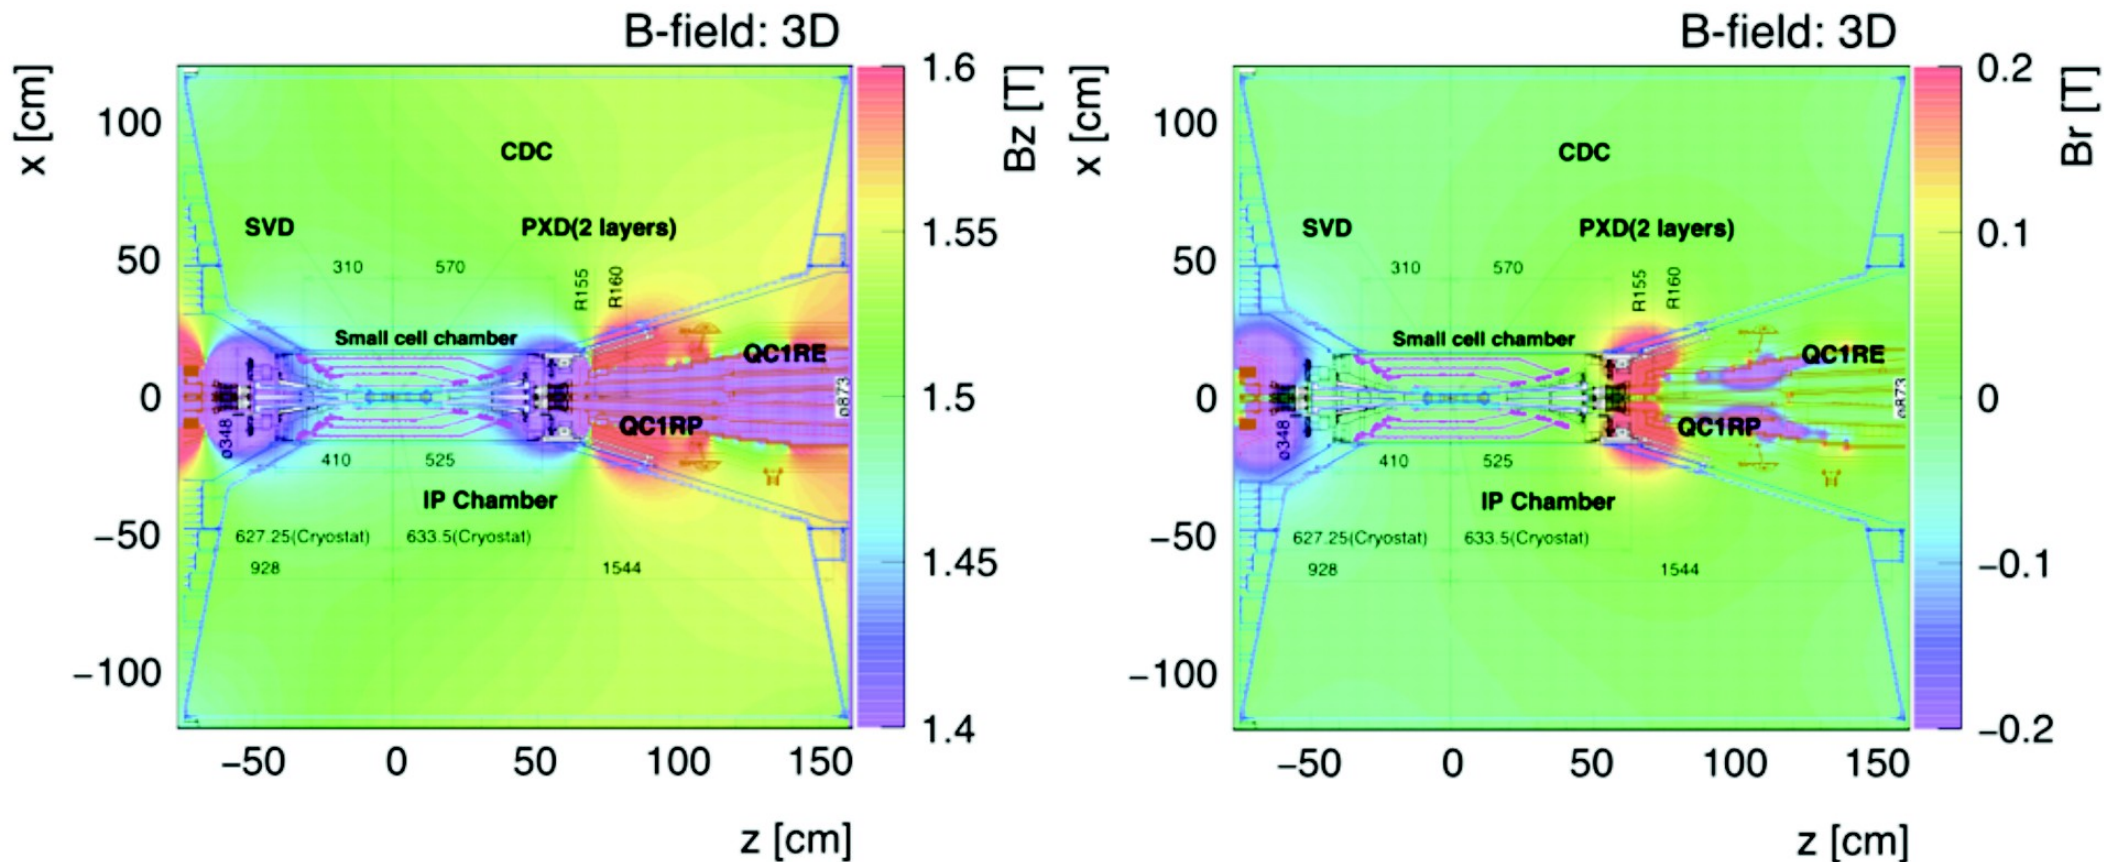 B-field: 3D
x [cm]
100
50
0
−50
−100
CDC
SVD
PXD(2 layers)
310
570
R155
R160
Small cell chamber
QC1RE
ø873
QC1RP
ø348
410
525
IP Chamber
627.25(Cryostat)
633.5(Cryostat)
928
1544
−50
0
50
100
150
z [cm]
1.6
1.55
1.5
1.45
1.4
Bz [T]
B-field: 3D
x [cm]
100
50
0
−50
−100
CDC
SVD
PXD(2 layers)
310
570
R155
R160
Small cell chamber
QC1RE
ø873
QC1RP
ø348
410
525
IP Chamber
627.25(Cryostat)
633.5(Cryostat)
928
1544
−50
0
50
100
150
z [cm]
0.2
0.1
0
−0.1
−0.2
Br [T]